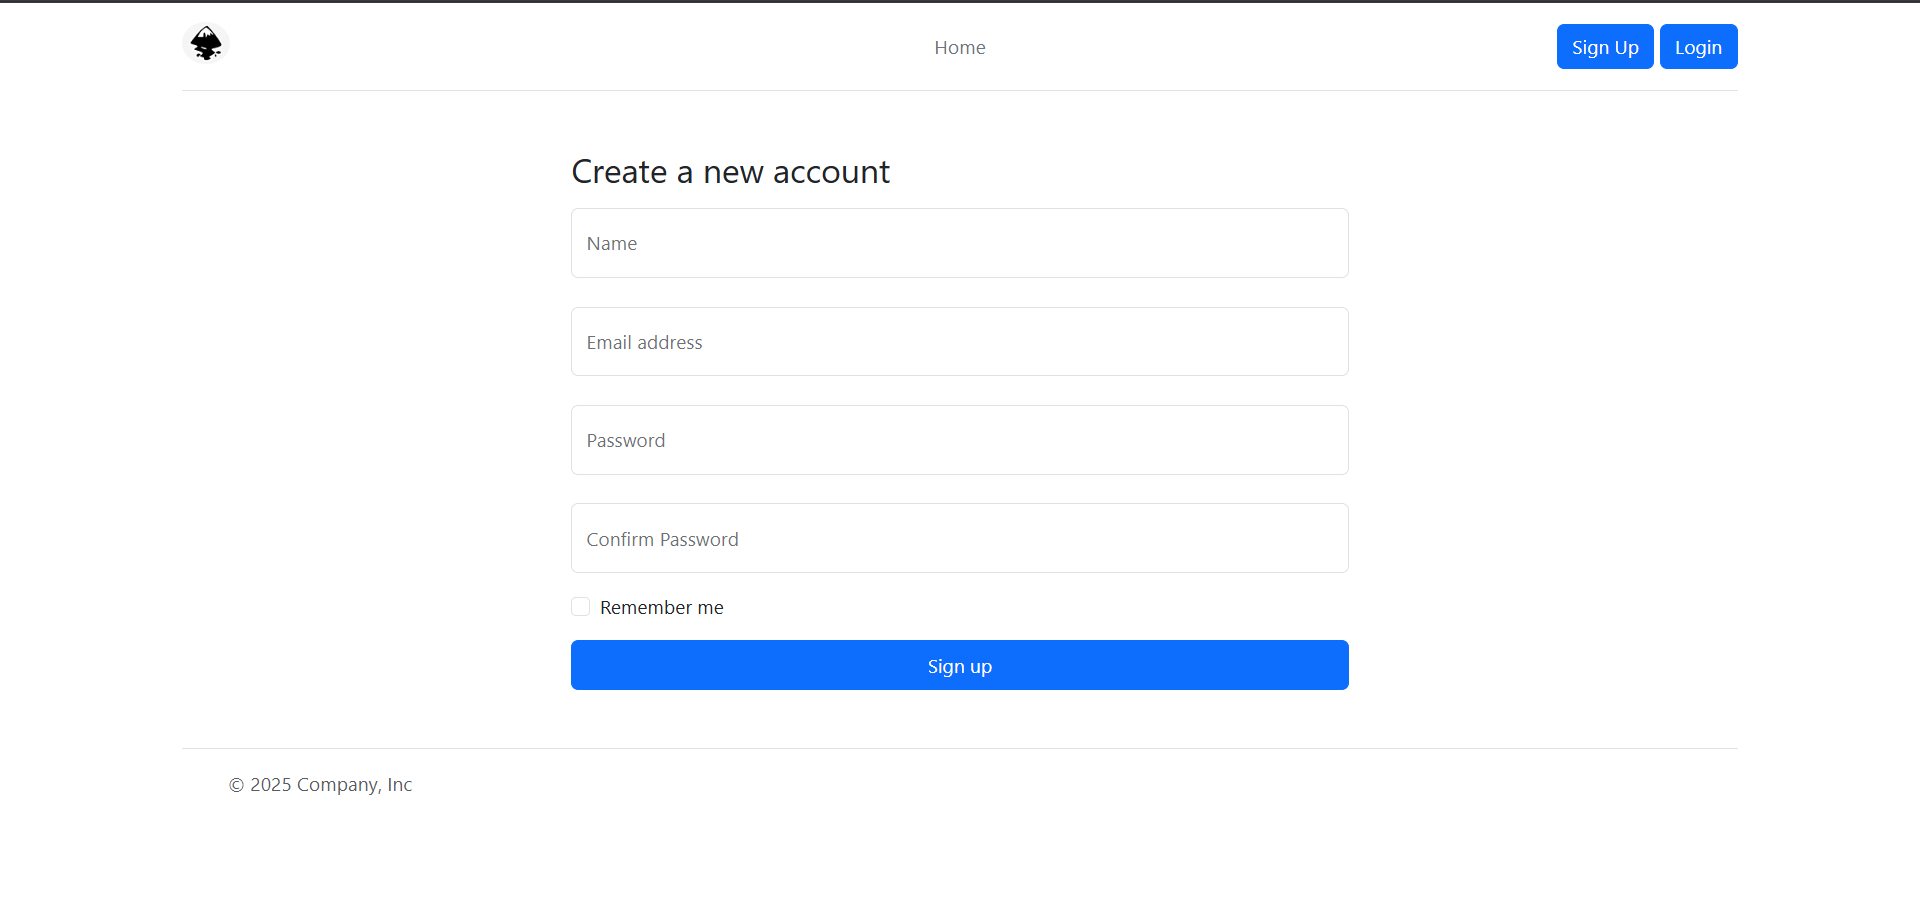 Home
Sign Up Login
Create a new account
Name
Email address
Password
Confirm Password
Remember me
Sign up
© 2025 Company, Inc